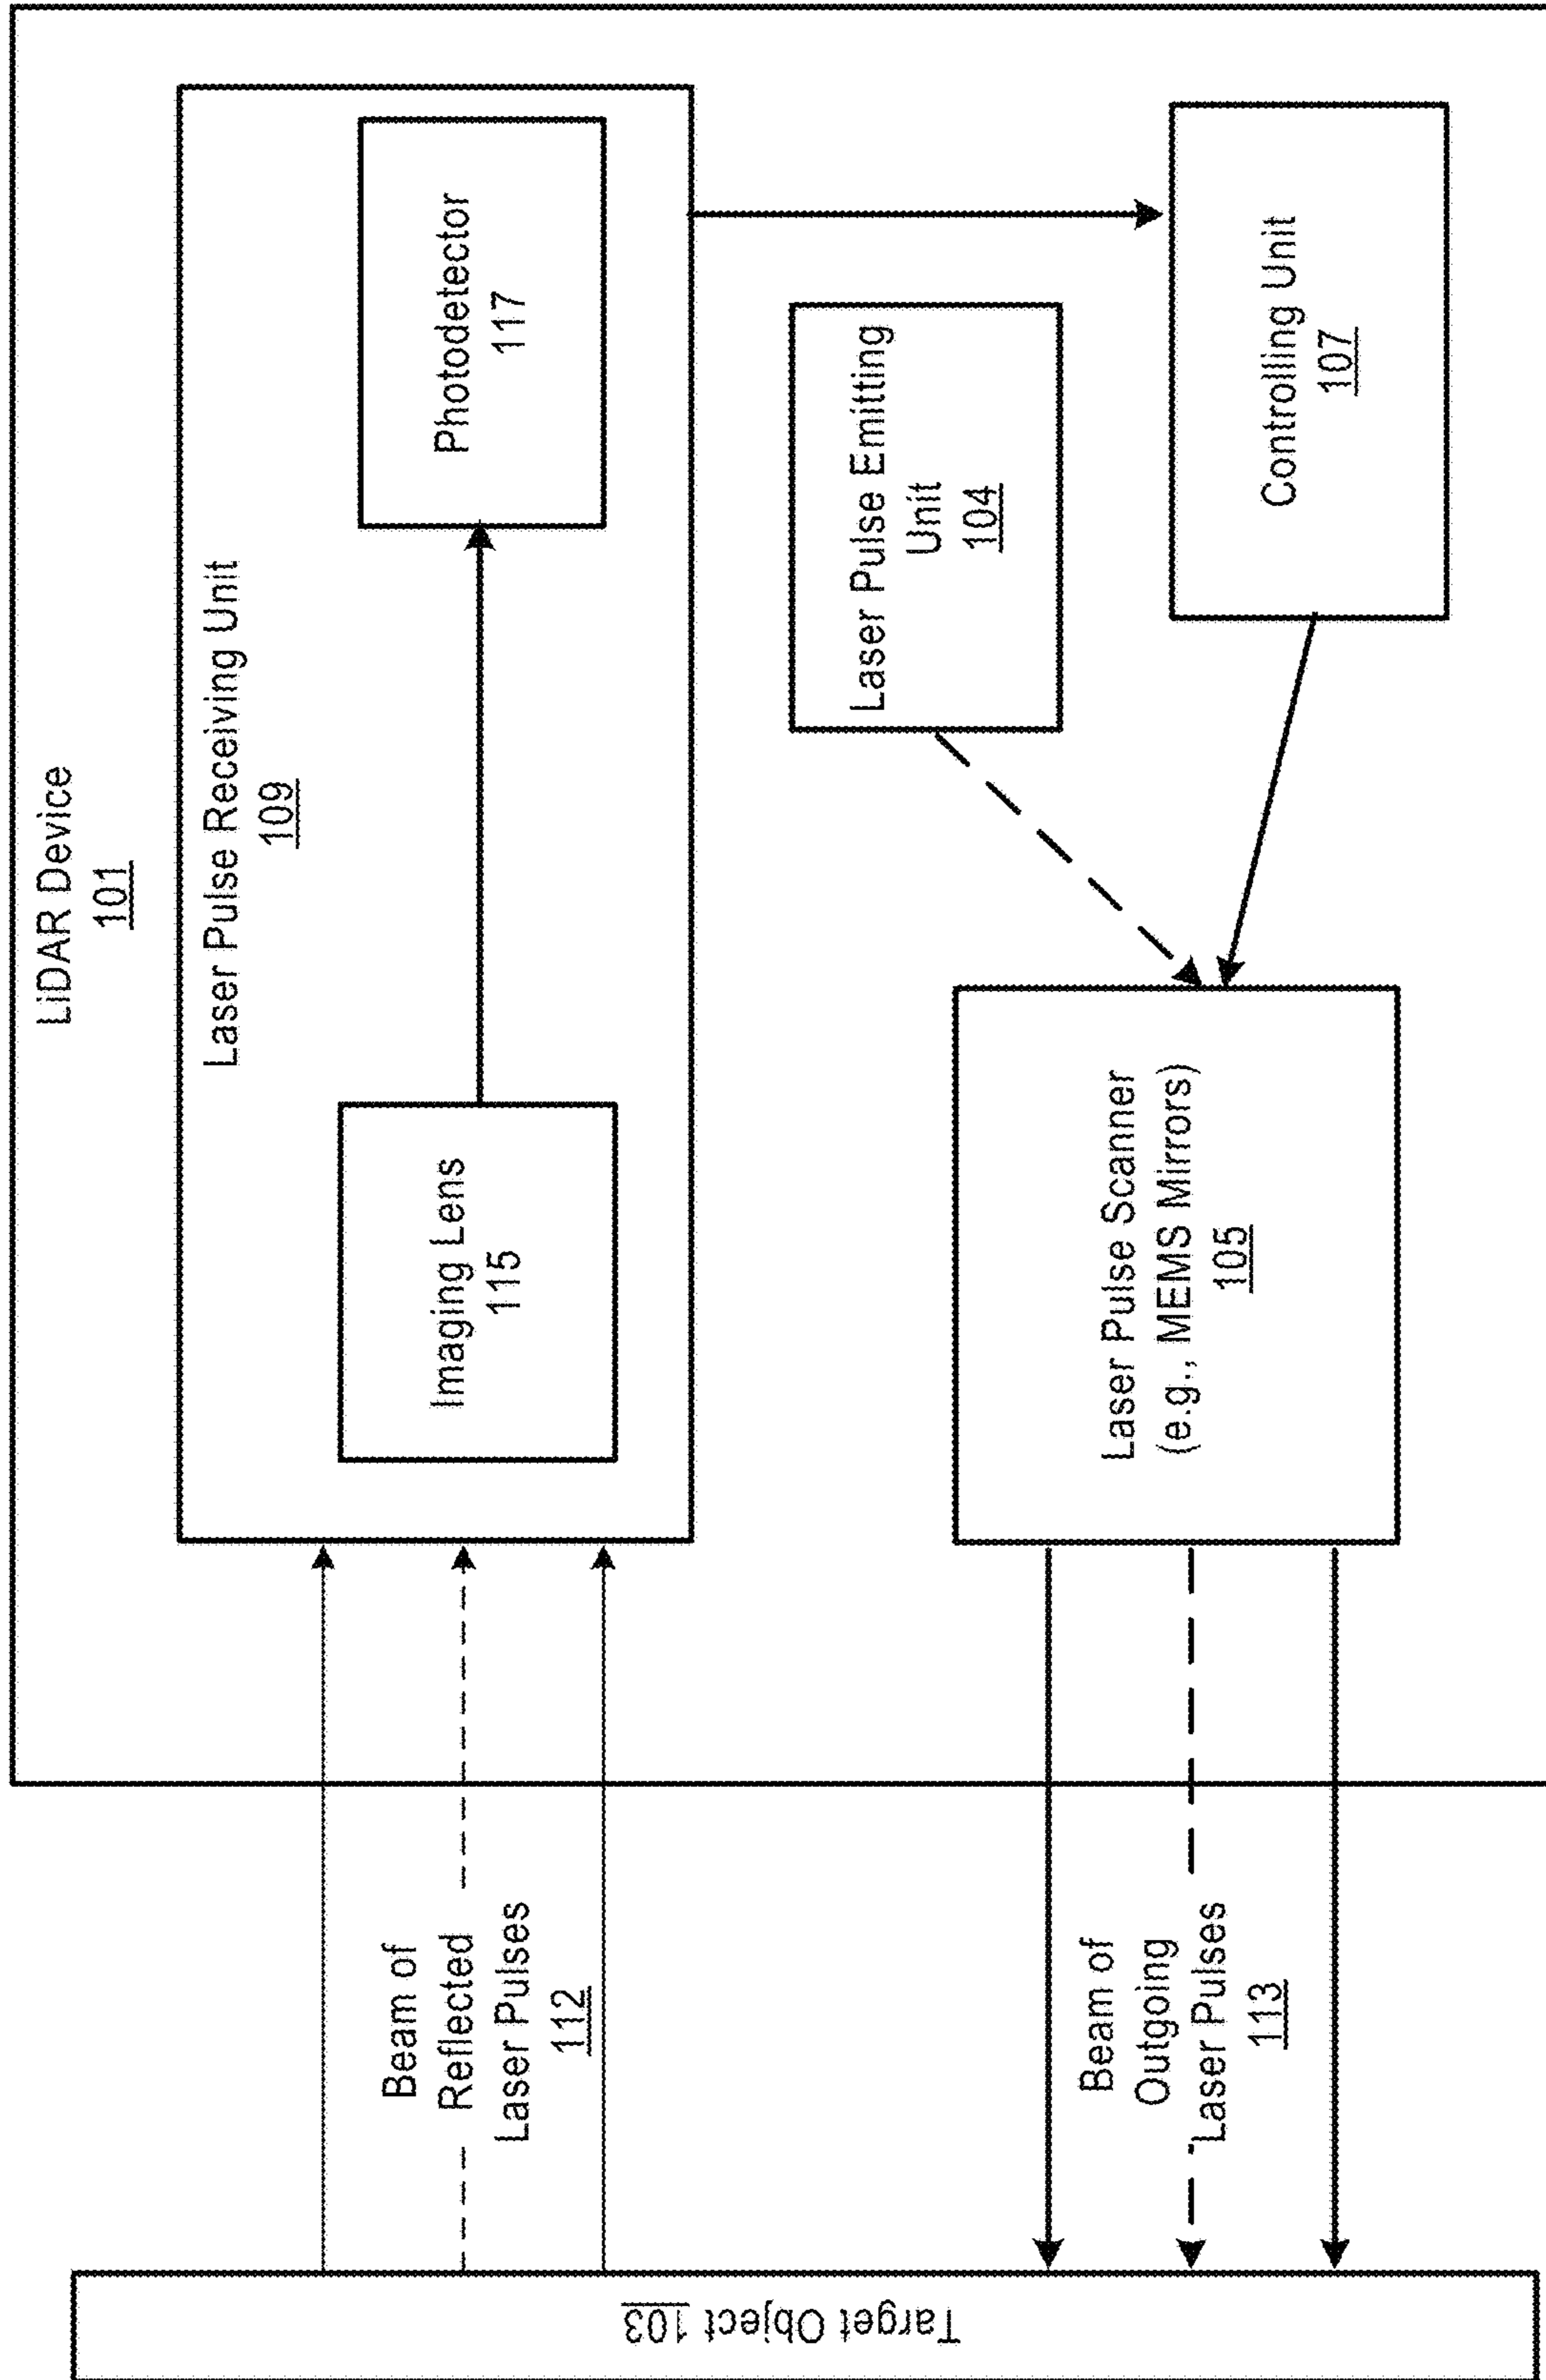 LiDAR Device
101
Laser Pulse Receiving Unit
109
Imaging Lens
115
Photodetector
117
Beam of
Reflected
Laser Pulses
112
Laser Pulse Emitting
Unit
104
Controlling Unit
107
Laser Pulse Scanner
(e.g., MEMS Mirrors)
105
Beam of
Outgoing
Laser Pulses
113
Target Object 103